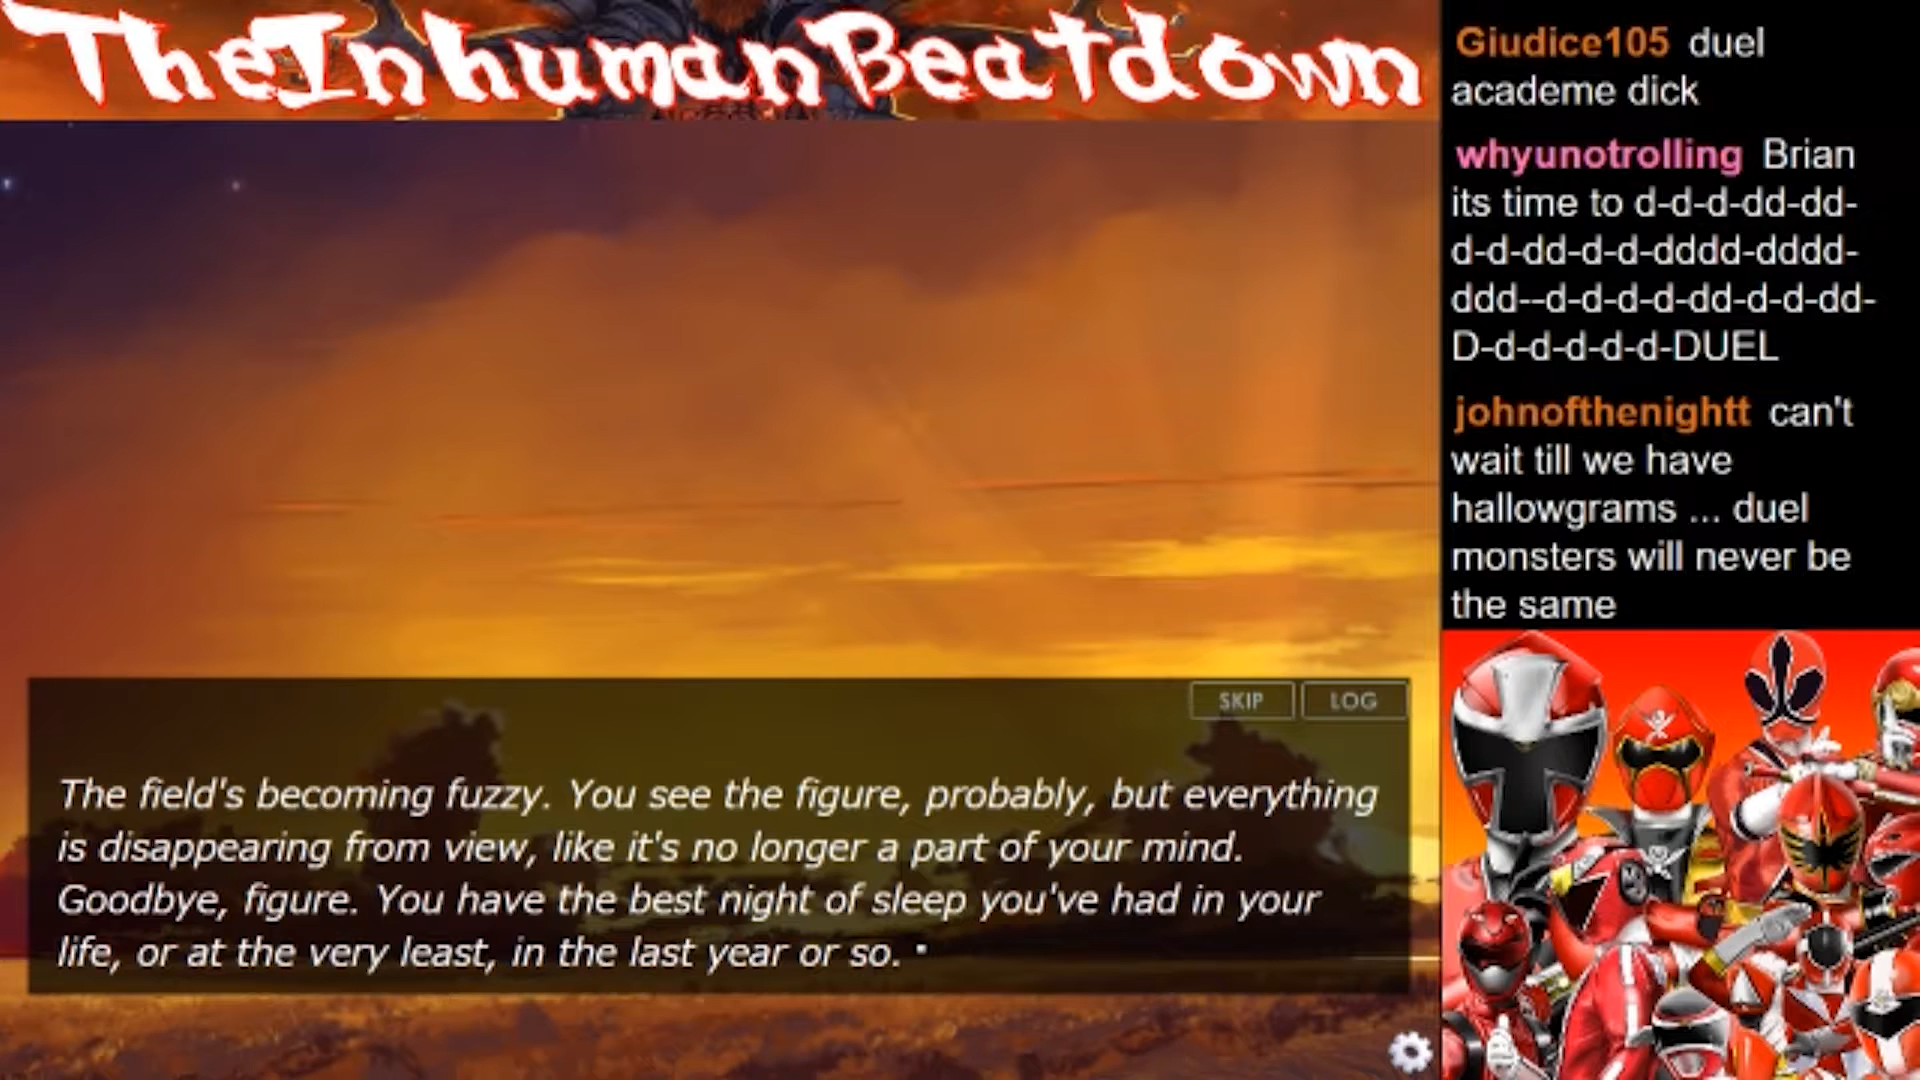 TheInhumanBeatdown
Giudice105 duel
academe dick
whyunotrolling Brian
its time to d-d-d-dd-dd-
d-d-dd-d-d-dddd-dddd-
ddd--d-d-d-d-dd-d-d-dd-
D-d-d-d-d-d-DUEL
johnofthenightt can't
wait till we have
hallowgrams ... duel
monsters will never be
the same
SKIP LOG
The field's becoming fuzzy. You see the figure, probably, but everything
is disappearing from view, like it's no longer a part of your mind.
Goodbye, figure. You have the best night of sleep you've had in your
life, or at the very least, in the last year or so.